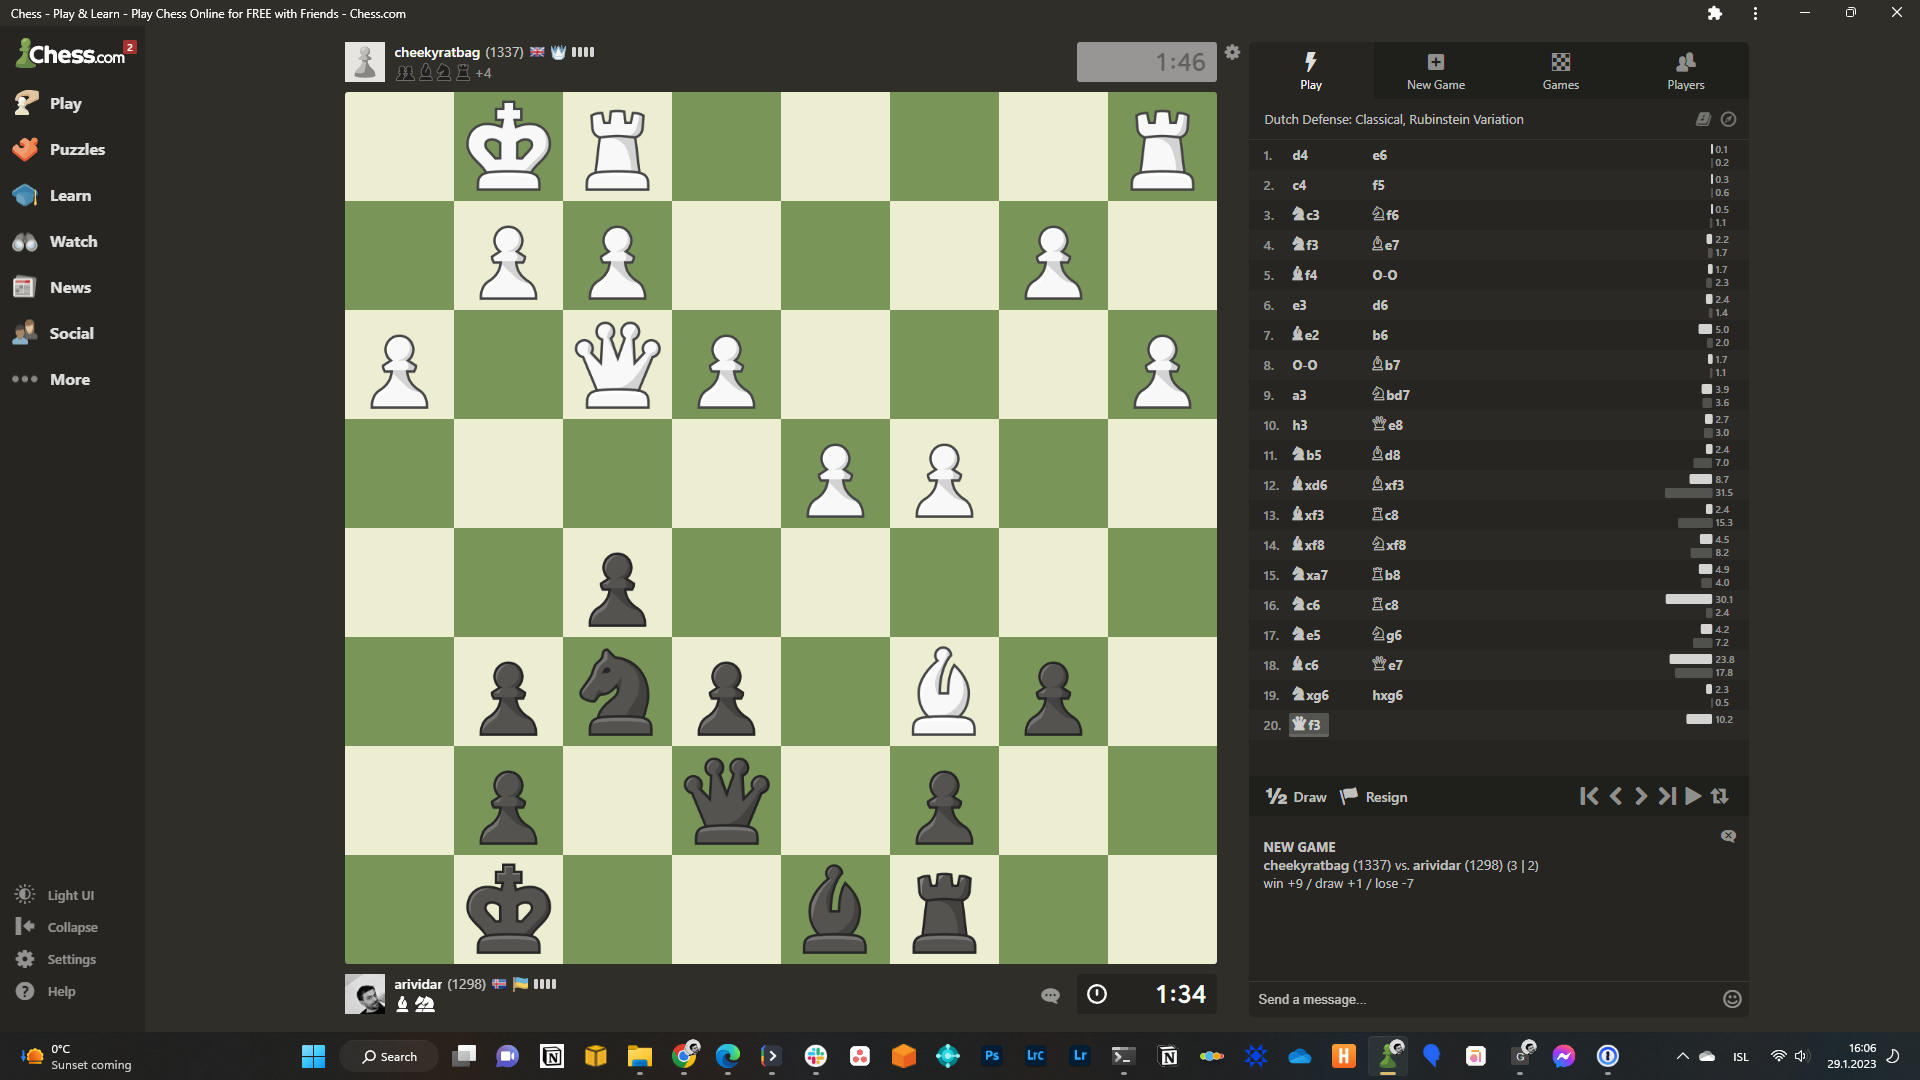 Chess - Play & Learn - Play Chess Online for FREE with Friends - Chess.com
Chess.com
2
Play
Puzzles
Learn
Watch
News
Social
More
Light UI
Collapse
Settings
Help
cheekyratbag (1337)
+4
1:46
arividar (1298)
1:34
Play
New Game
Games
Players
Dutch Defense: Classical, Rubinstein Variation
1. d4 e6 0.1 0.2
2. c4 f5 0.3 0.6
3. c3 f6 0.5 1.1
4. f3 e7 2.2 1.7
5. f4 O-O 1.7 2.3
6. e3 d6 2.4 1.4
7. e2 b6 5.0 2.0
8. O-O b7 1.7 1.1
9. a3 bd7 3.9 3.6
10. h3 e8 2.7 3.0
11. b5 d8 2.4 7.0
12. xd6 xf3 8.7 31.5
13. xf3 c8 2.4 15.3
14. xf8 xf8 4.5 8.2
15. xa7 b8 4.9 4.0
16. c6 c8 30.1 2.4
17. e5 g6 4.2 7.2
18. c6 e7 23.8 17.8
19. xg6 hxg6 2.3 0.5
20. f3 10.2
½ Draw Resign
NEW GAME
cheekyratbag (1337) vs. arividar (1298) (3 | 2)
win +9 / draw +1 / lose -7
Send a message...
0°C
Sunset coming
Search
N
Ps
LrC
Lr
N
H
G
ISL
16:06
29.1.2023